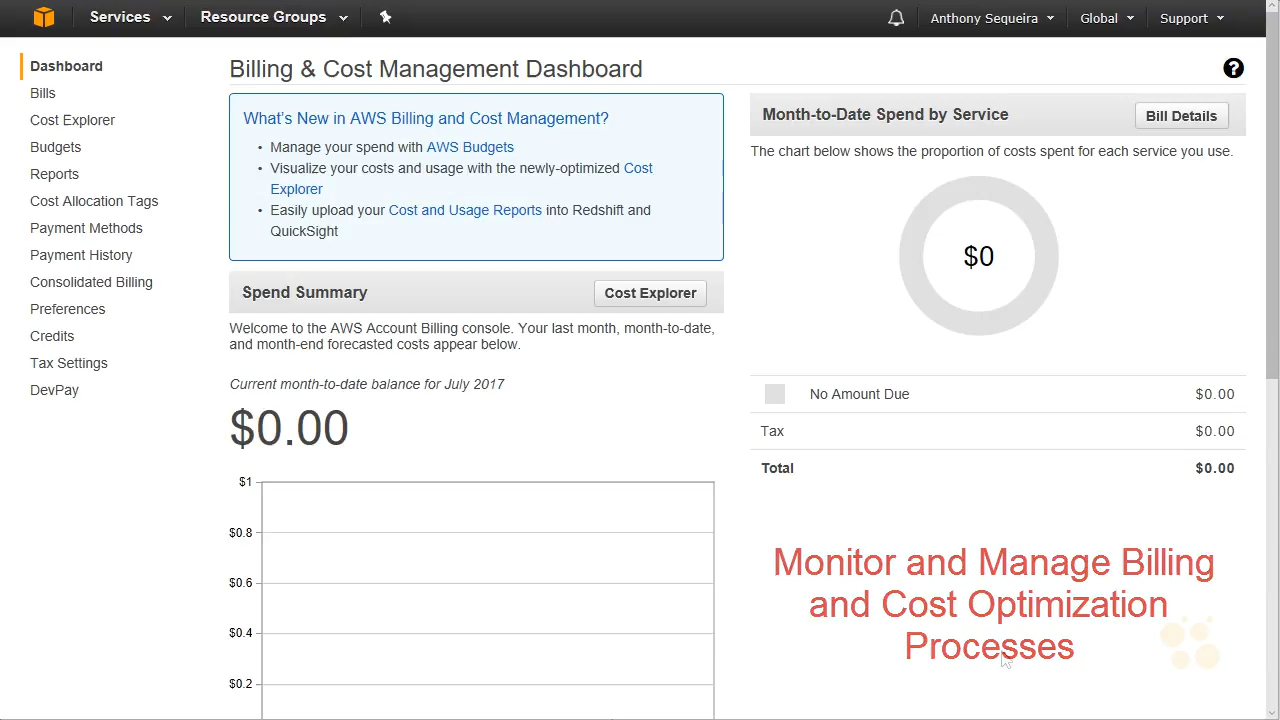 Services
Resource Groups
Anthony Sequeira
Global
Support
Dashboard
Bills
Cost Explorer
Budgets
Reports
Cost Allocation Tags
Payment Methods
Payment History
Consolidated Billing
Preferences
Credits
Tax Settings
DevPay
Billing & Cost Management Dashboard
?
What's New in AWS Billing and Cost Management?
• Manage your spend with AWS Budgets
• Visualize your costs and usage with the newly-optimized Cost
Explorer
• Easily upload your Cost and Usage Reports into Redshift and
QuickSight
Spend Summary
Cost Explorer
Welcome to the AWS Account Billing console. Your last month, month-to-date,
and month-end forecasted costs appear below.
Current month-to-date balance for July 2017
$0.00
$1
$0.8
$0.6
$0.4
$0.2
Month-to-Date Spend by Service
Bill Details
The chart below shows the proportion of costs spent for each service you use.
$0
No Amount Due $0.00
Tax $0.00
Total $0.00
Monitor and Manage Billing
and Cost Optimization
Processes